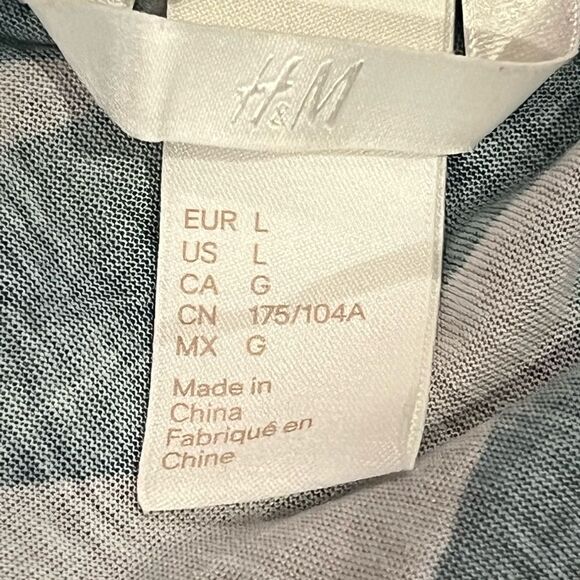 H&M
EUR L
US L
CA G
CN 175/104A
MX G
Made in
China
Fabriqué en
Chine